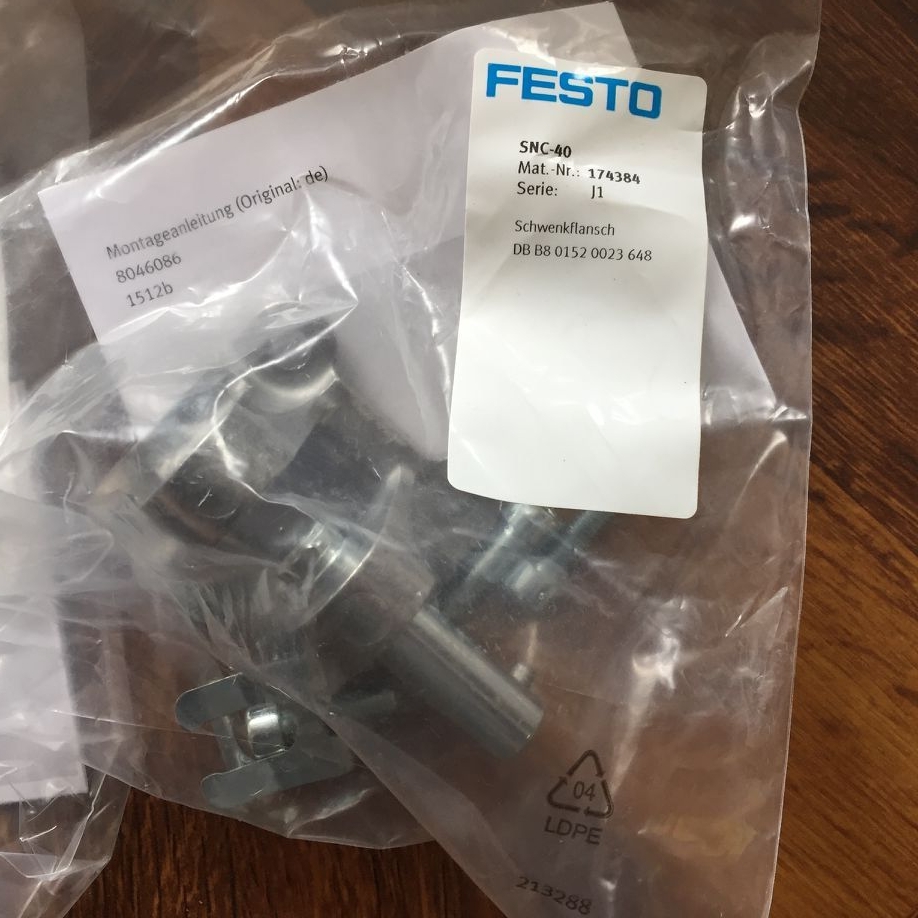 FESTO
SNC-40
Mat.-Nr.: 174384
Serie: J1
Schwenkflansch
DB B8 0152 0023 648
Montageanleitung (Original: de)
8046086
1512b
04
LDPE
213288